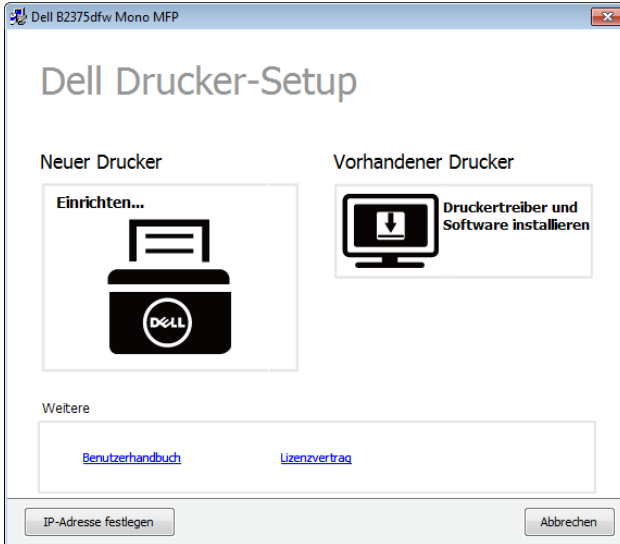 Dell B2375dfw Mono MFP
Dell Drucker-Setup
Neuer Drucker
Einrichten...
DELL
Vorhandener Drucker
Druckertreiber und
Software installieren
Weitere
Benutzerhandbuch
Lizenzvertrag
IP-Adresse festlegen
Abbrechen